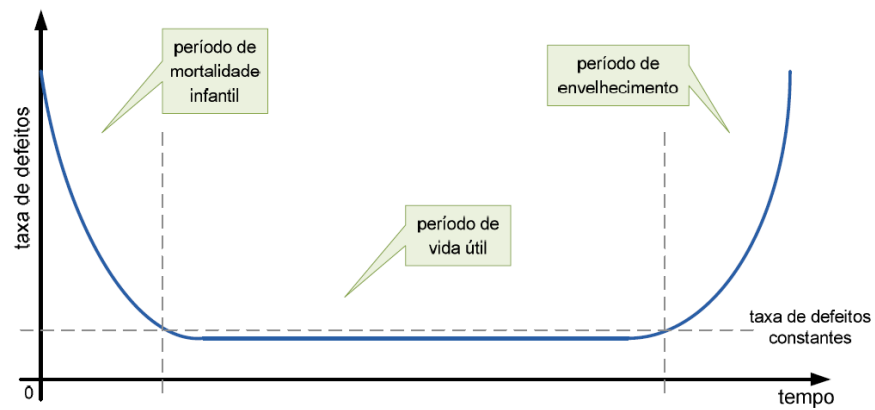 período de
mortalidade
infantil
período de
envelhecimento
taxa de defeitos
período de
vida útil
taxa de defeitos
constantes
0
tempo